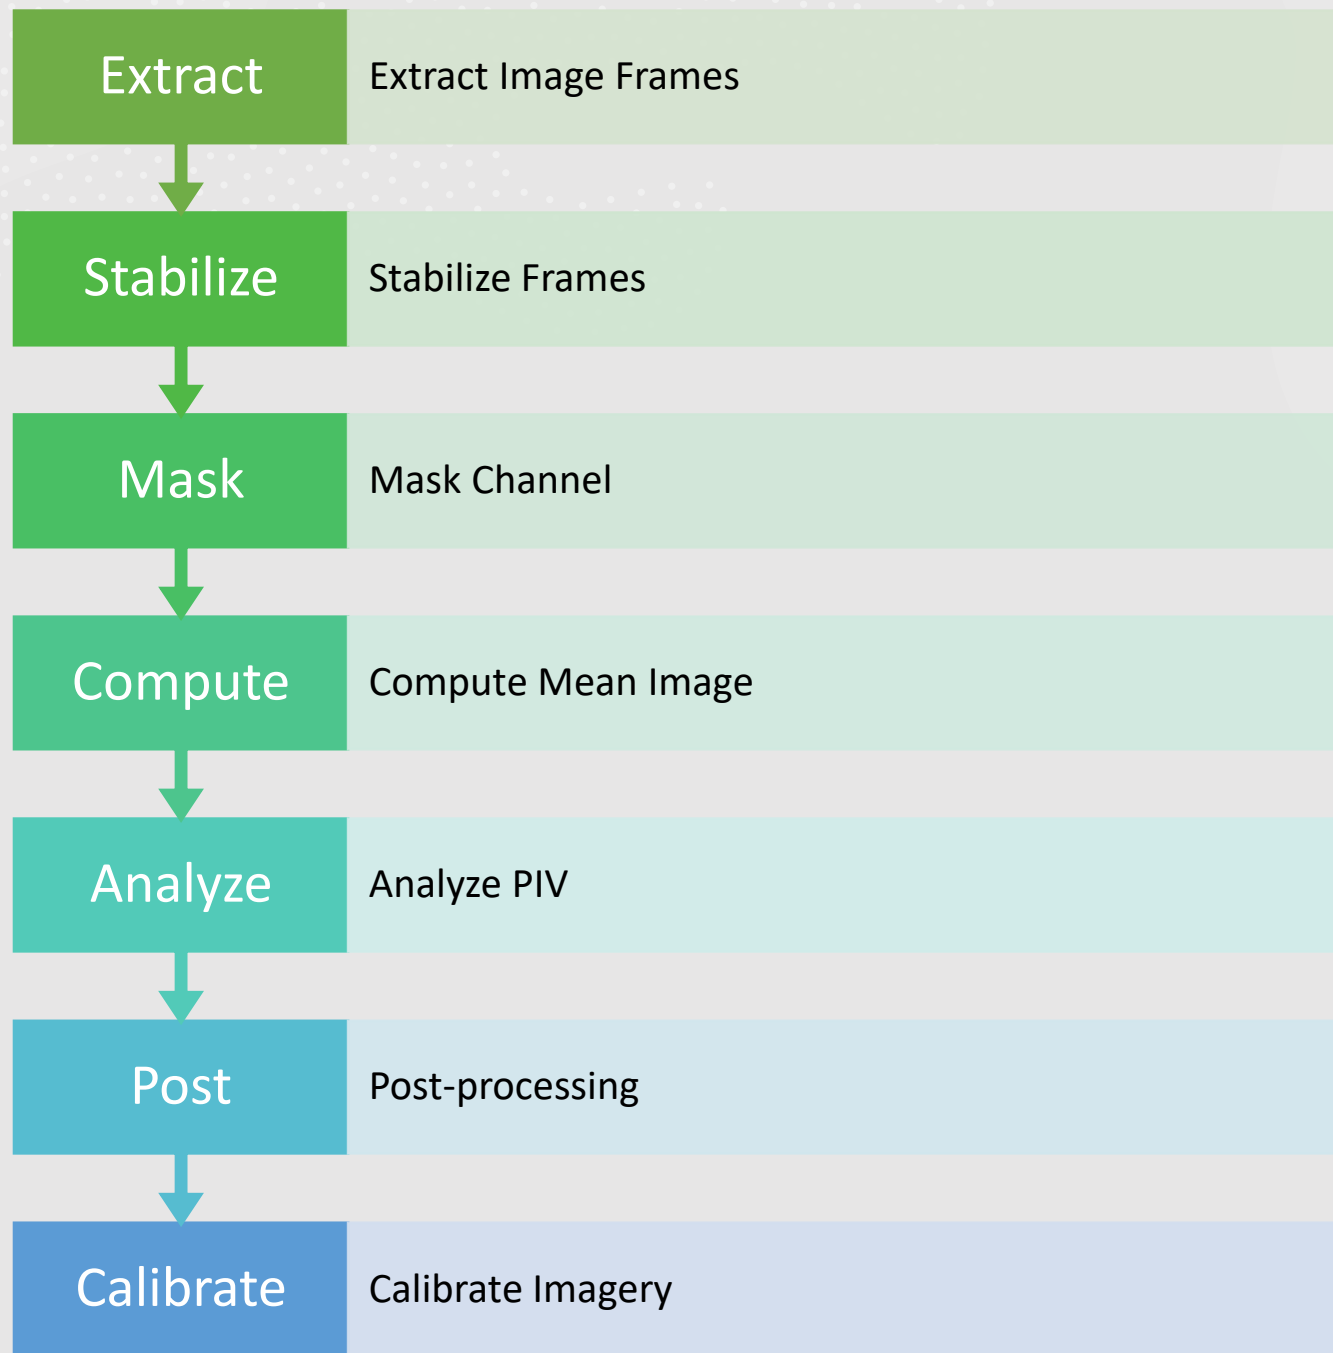 Extract
Extract Image Frames
Stabilize
Stabilize Frames
Mask
Mask Channel
Compute
Compute Mean Image
Analyze
Analyze PIV
Post
Post-processing
Calibrate
Calibrate Imagery